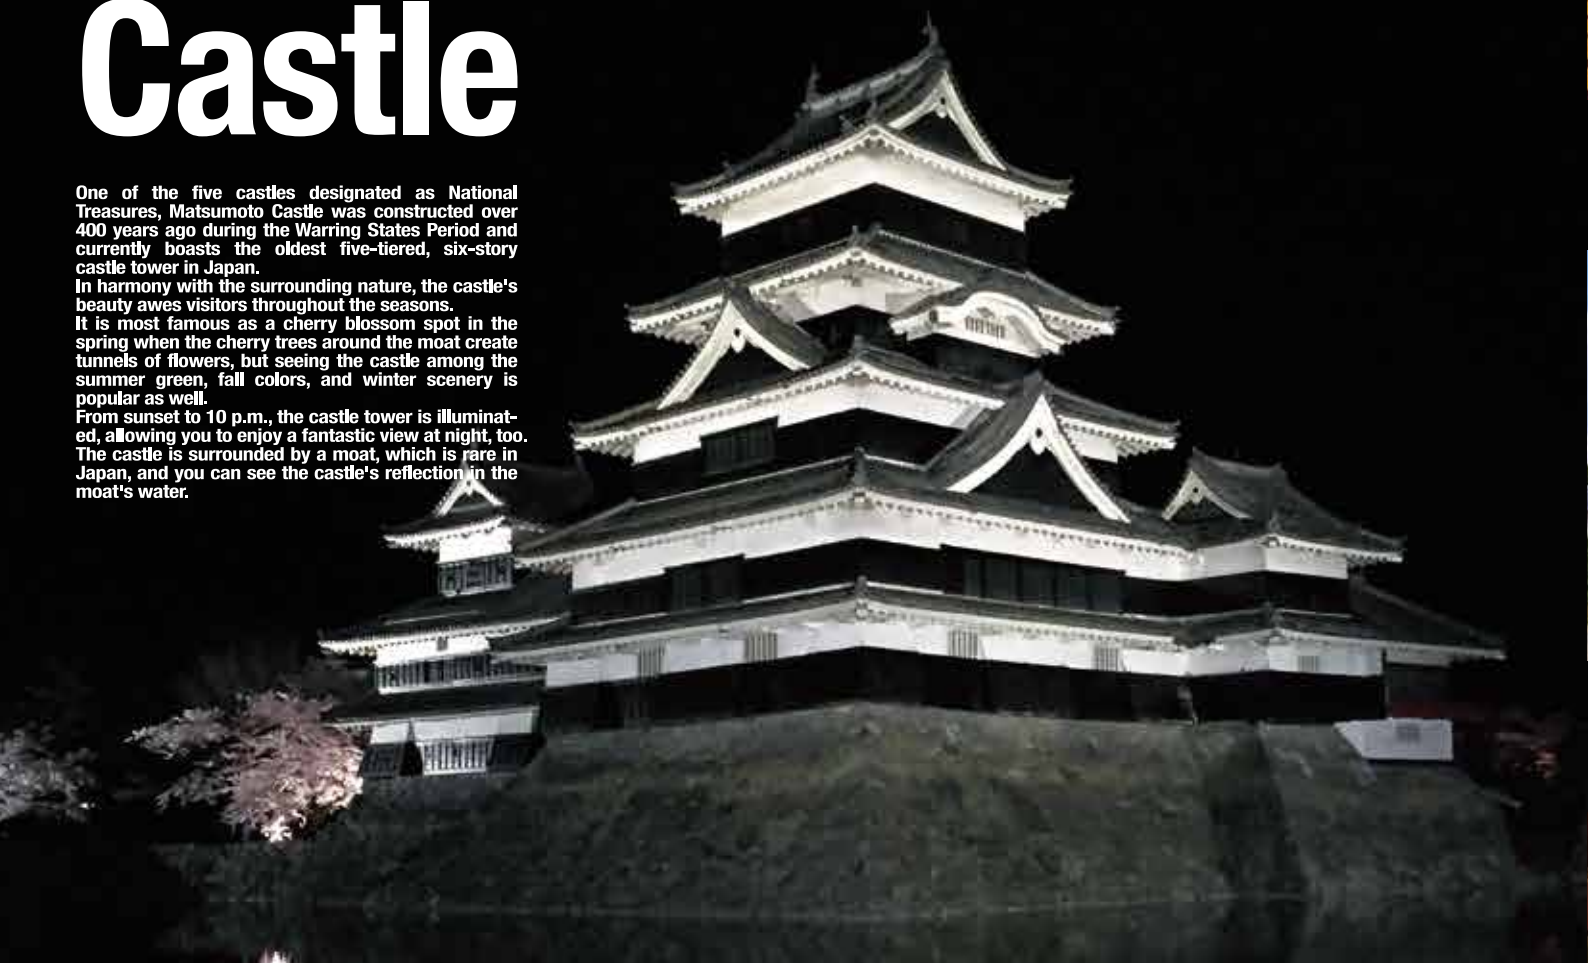 Castle
One of the five castles designated as National
Treasures, Matsumoto Castle was constructed over
400 years ago during the Warring States Period and
currently boasts the oldest five-tiered, six-story
castle tower in Japan.
In harmony with the surrounding nature, the castle's
beauty awes visitors throughout the seasons.
It is most famous as a cherry blossom spot in the
spring when the cherry trees around the moat create
tunnels of flowers, but seeing the castle among the
summer green, fall colors, and winter scenery is
popular as well.
From sunset to 10 p.m., the castle tower is illuminat-
ed, allowing you to enjoy a fantastic view at night, too.
The castle is surrounded by a moat, which is rare in
Japan, and you can see the castle's reflection in the
moat's water.